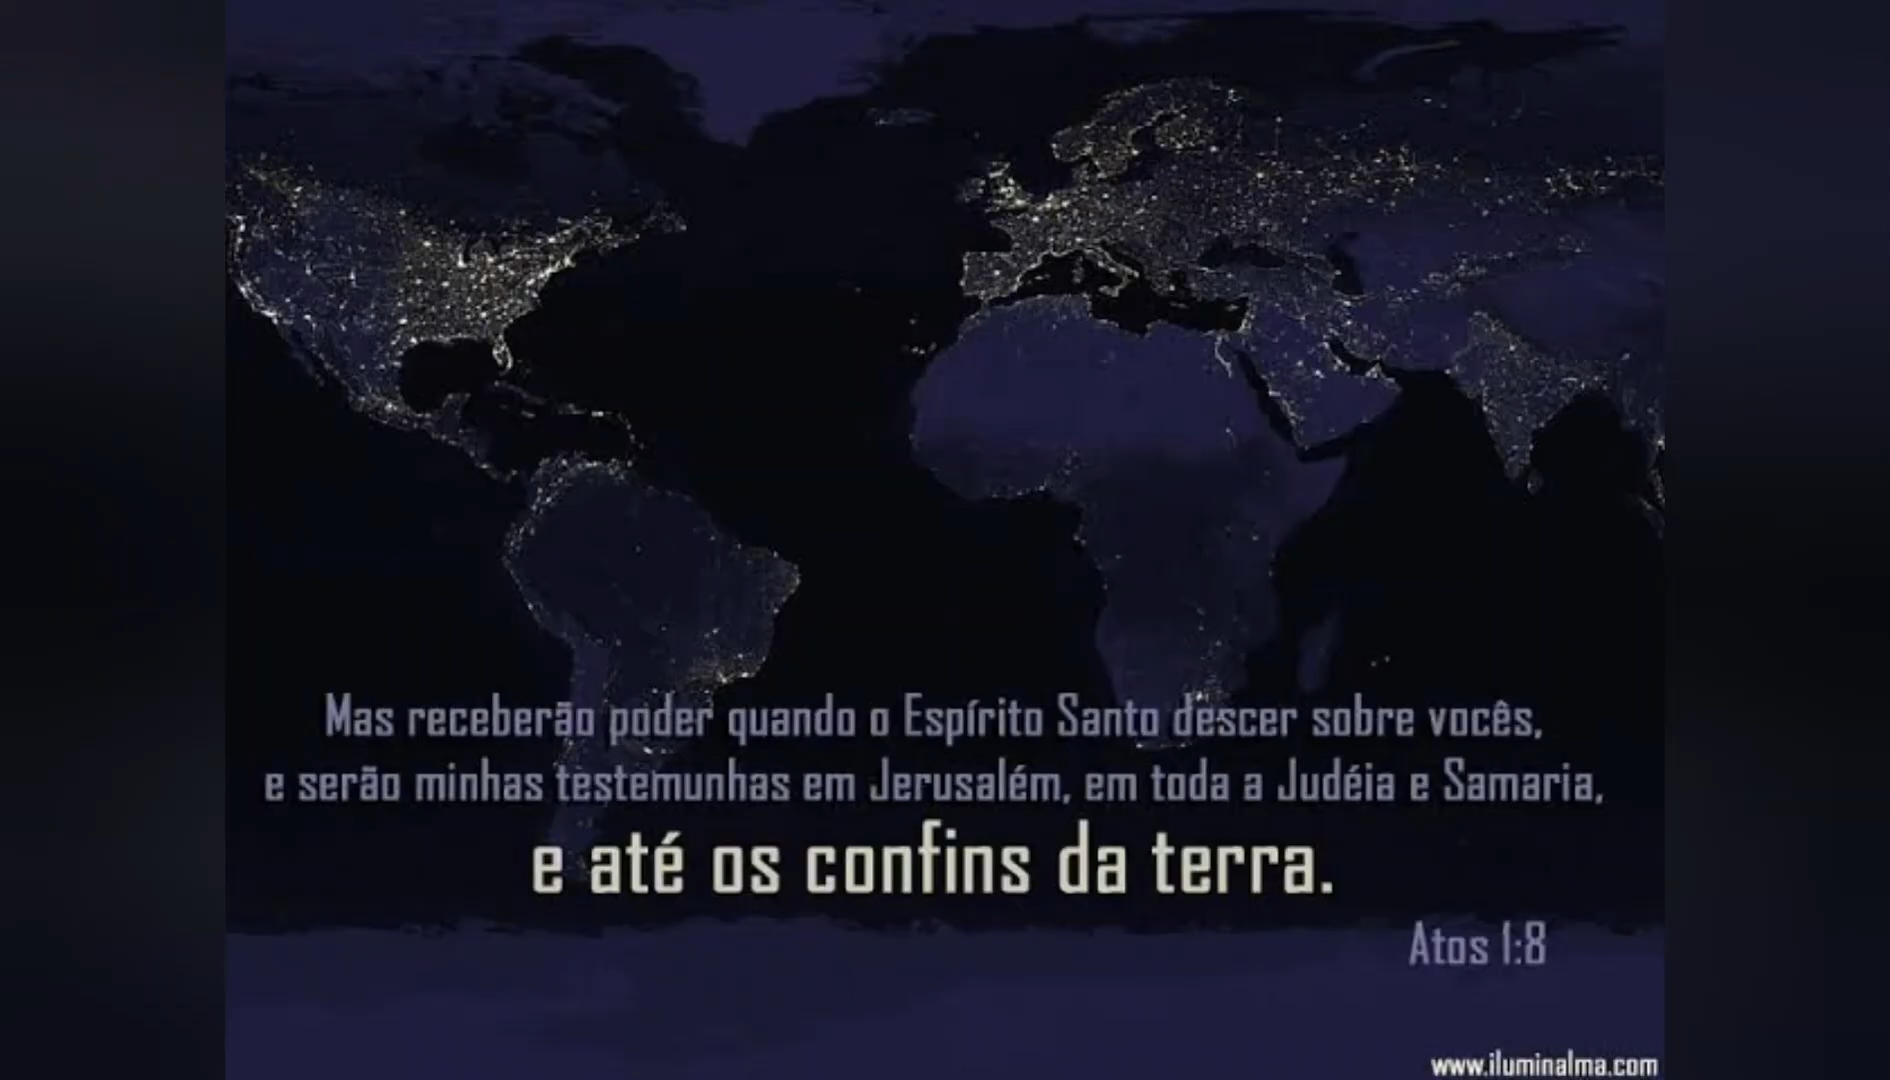 Mas receberão poder quando o Espírito Santo descer sobre vocês,
e serão minhas testemunhas em Jerusalém, em toda a Judéia e Samaria,
e até os confins da terra.
Atos 1:8
www.iluminalma.com